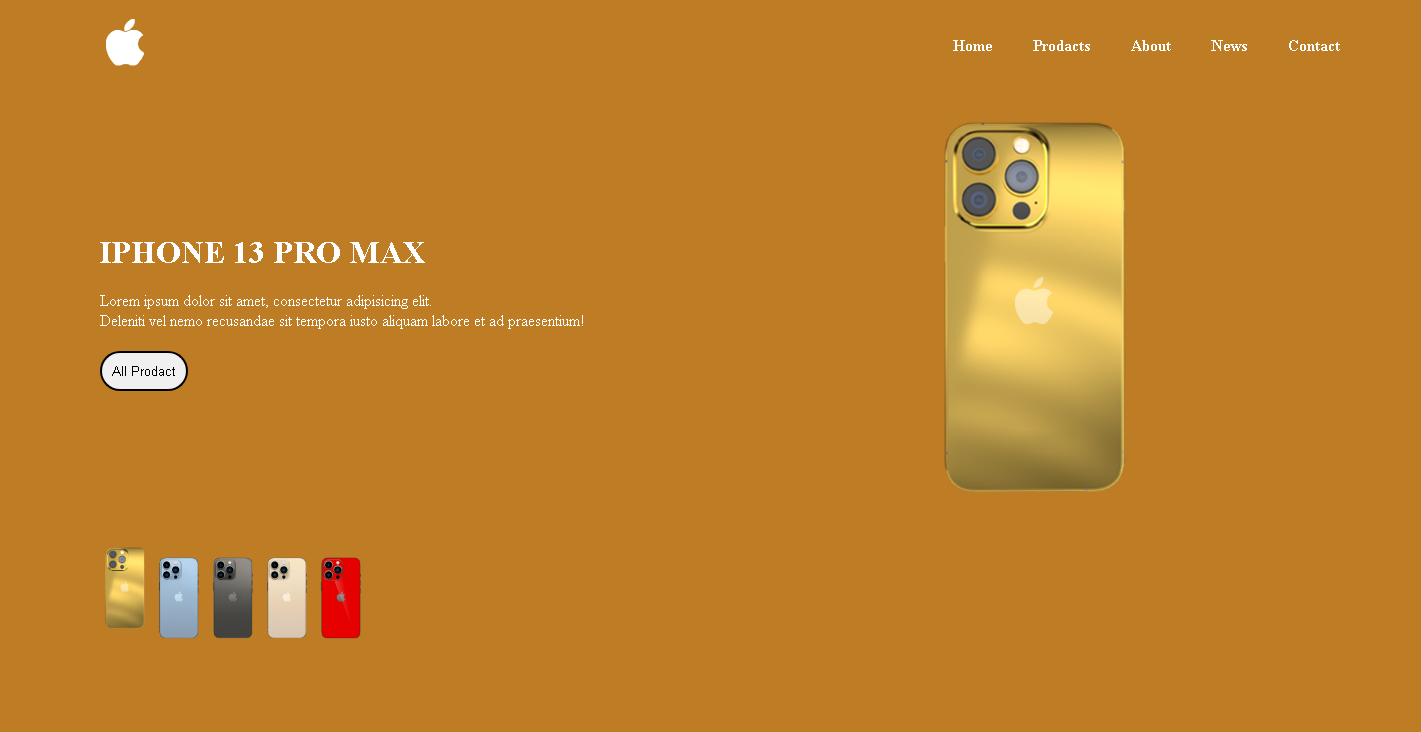 Home Prodacts About News Contact
IPHONE 13 PRO MAX
Lorem ipsum dolor sit amet, consectetur adipisicing elit.
Deleniti vel nemo recusandae sit tempora iusto aliquam labore et ad praesentium!
All Prodact